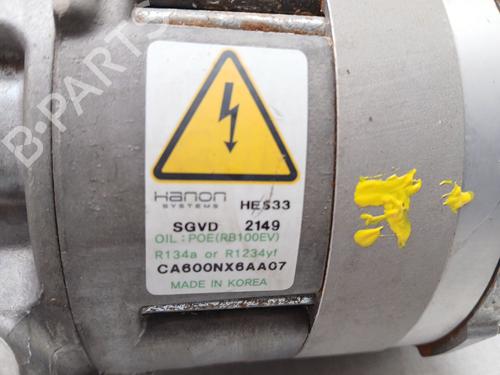 B-PARTS
Hanon
SYSTEMS
HES33
SGVD 2149
OIL : POE(RB100EV)
R134a or R1234yf
CA600NX6AA07
MADE IN KOREA